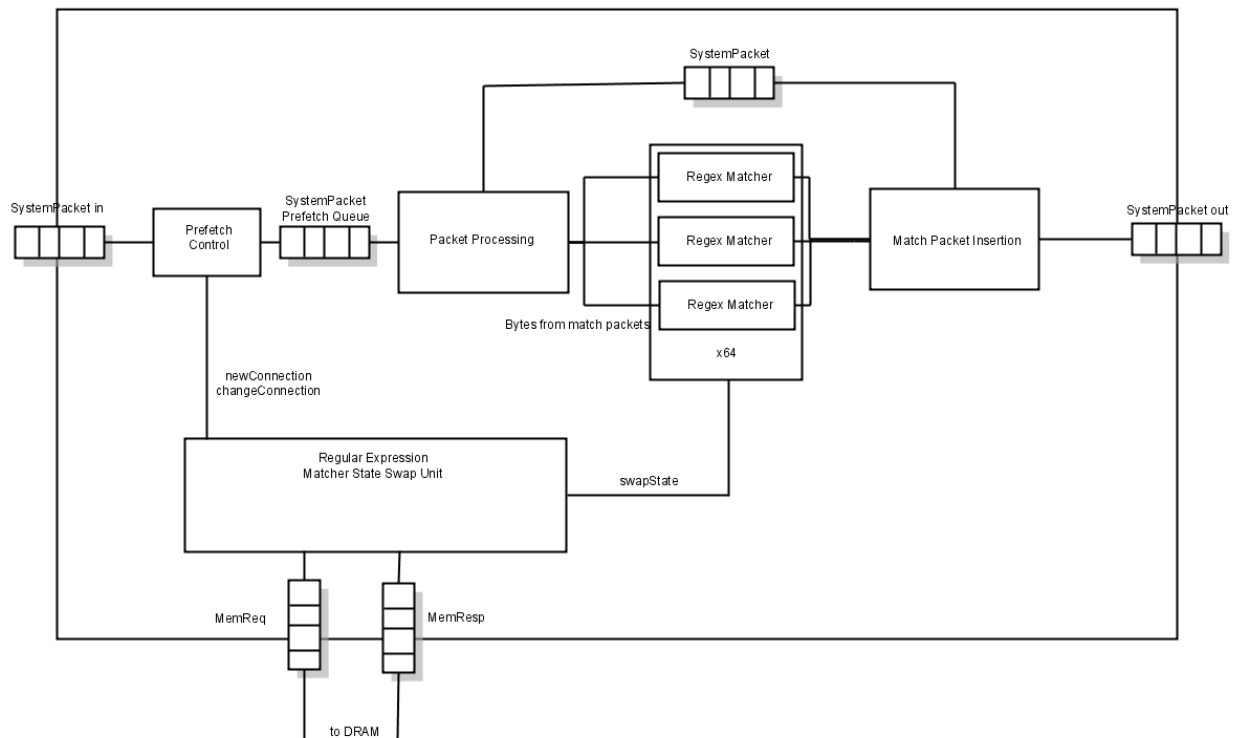 SystemPacket
Regex Matcher
SystemPacket in
SystemPacket
Prefetch Queue
SystemPacket out
Prefetch
Control
Packet Processing
Regex Matcher
Match Packet Insertion
Regex Matcher
Bytes from match packets
x64
newConnection
changeConnection
Regular Expression
Matcher State Swap Unit
swapState
MemReq
MemResp
to DRAM